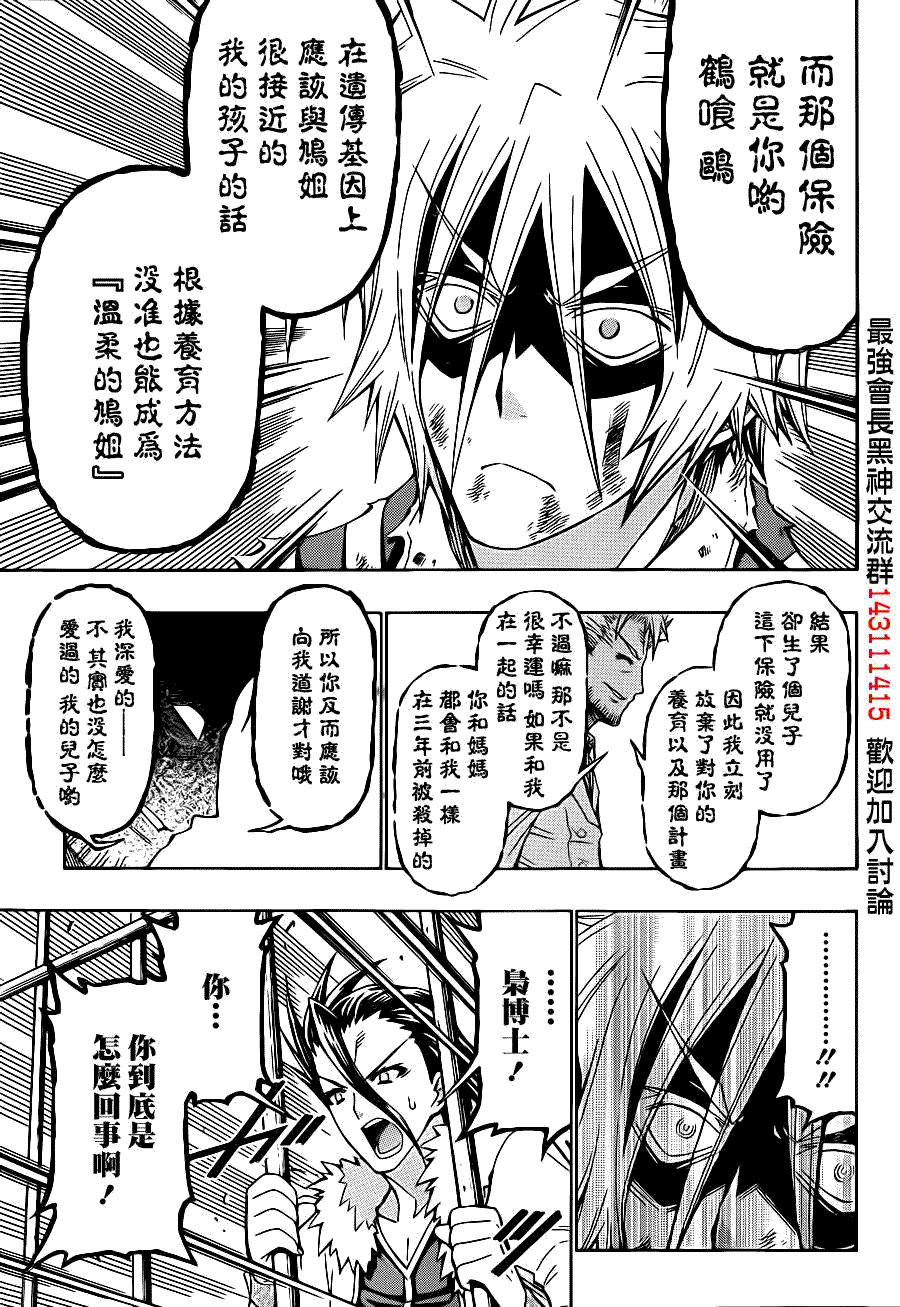 而那個保險
就是你喲
鶴喰 鷗
在遺傳基因上
應該與鳩姐
很接近的
我的孩子的話
根據養育方法
沒准也能成爲
『溫柔的鳩姐』
結果
卻生了個兒子
這下保險就沒用了
因此我立刻
放棄了對你的
養育以及那個計畫
不過嘛 那不是
很幸運嗎 如果和我
在一起的話
你和媽媽
都會和我一樣
在三年前被殺掉的
所以你反而應該
向我道謝才對哦
我深愛的——
不 其實也沒怎麼
愛過的 我的兒子喲
……‼
……
梟博士！
你…
你到底是
怎麼回事啊！
最強會長黑神交流群143111415 歡迎加入討論